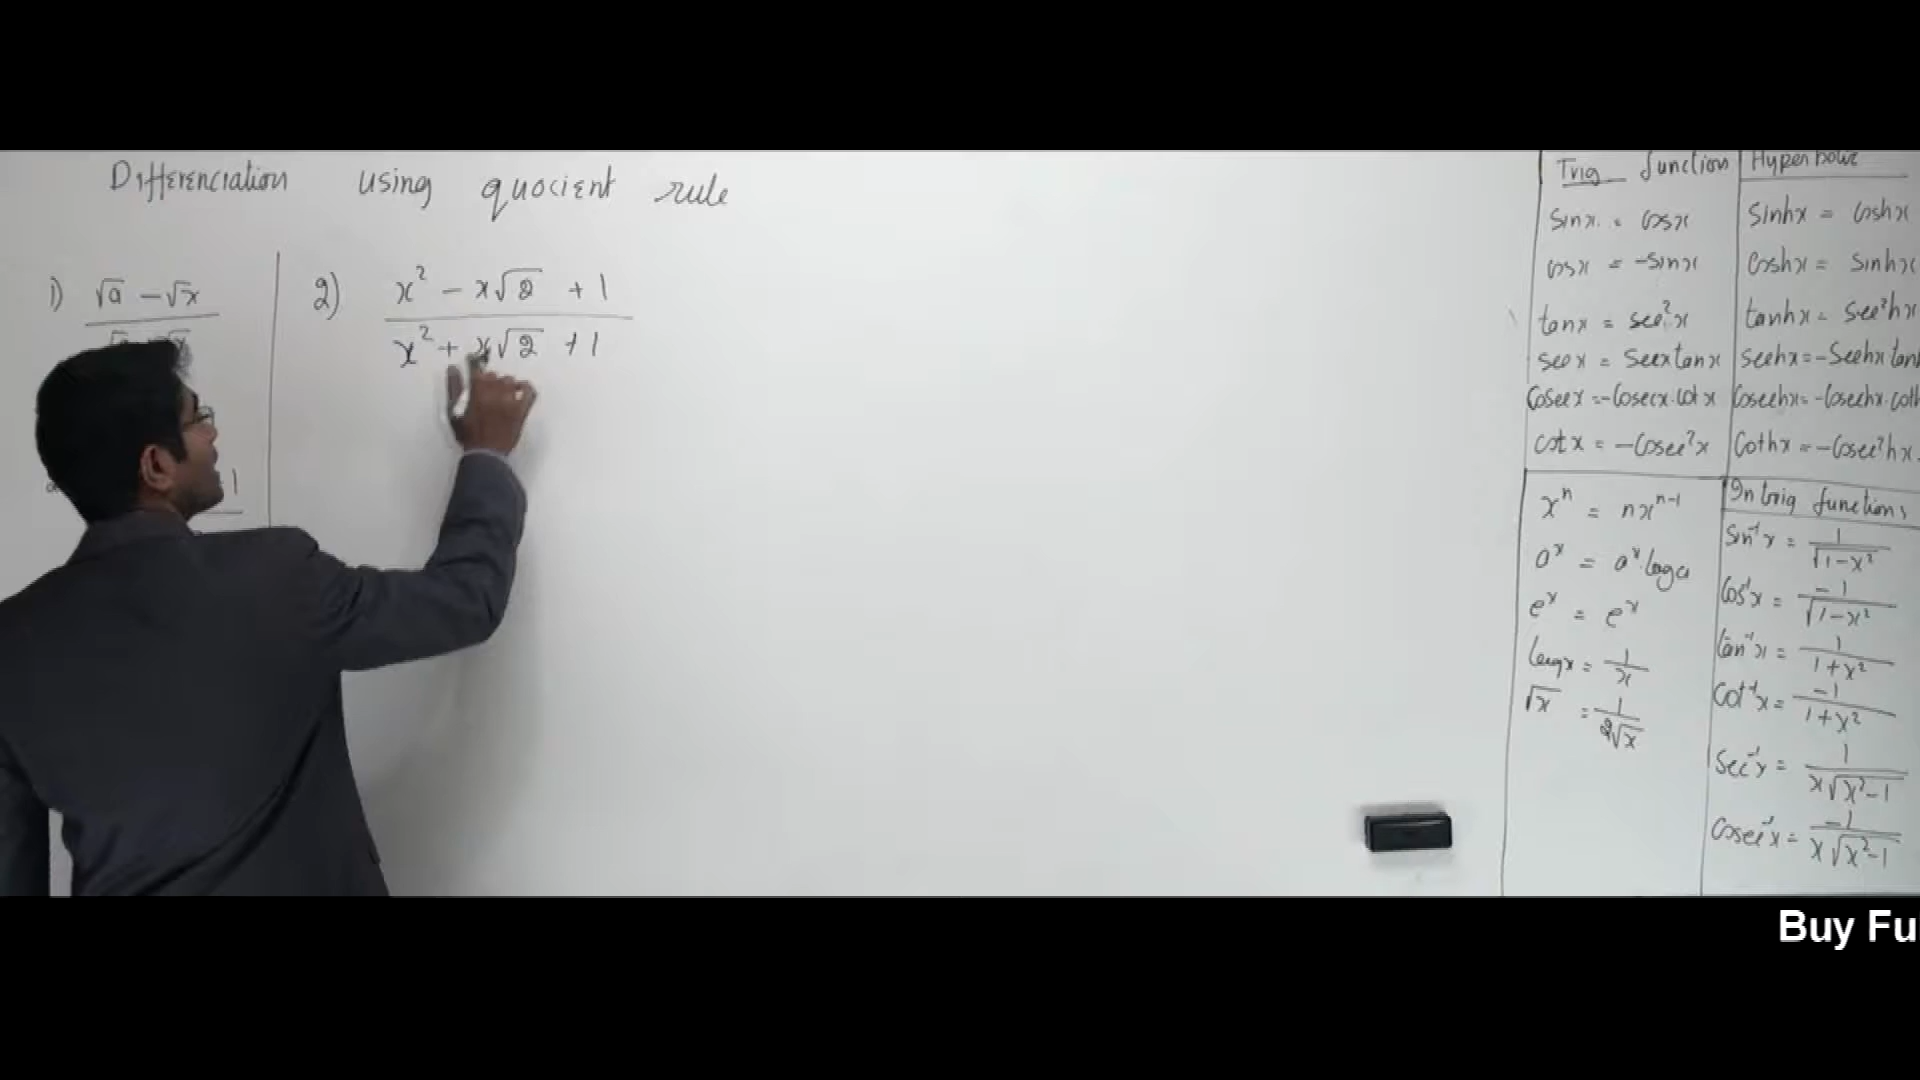 Differenciation using quocient rule
1) √a - √x
2) x² - x√2 + 1
x² + x√2 + 1
1
Trig function
sinx = cosx
cosx = -sinx
tanx = sec²x
secx = secxtanx
Cosecx = -Cosecx.Cotx
cotx = -Cosec²x
Hyperbolic
Sinhx = Coshx
Coshx = Sinhx
tanhx = sec²hx
sechx = -Sechx tanh
Cosechx = -Cosechx.Coth
Cothx = -Cosec²hx
xⁿ = nxⁿ⁻¹
aˣ = aˣ.loga
eˣ = eˣ
logx = 1/x
√x = 1/2√x
In trig functions
Sin⁻¹x = 1/√1-x²
Cos⁻¹x = -1/√1-x²
tan⁻¹x = 1/1+x²
Cot⁻¹x = -1/1+x²
Sec⁻¹x = 1/x√x²-1
Cosec⁻¹x = -1/x√x²-1
Buy Fu